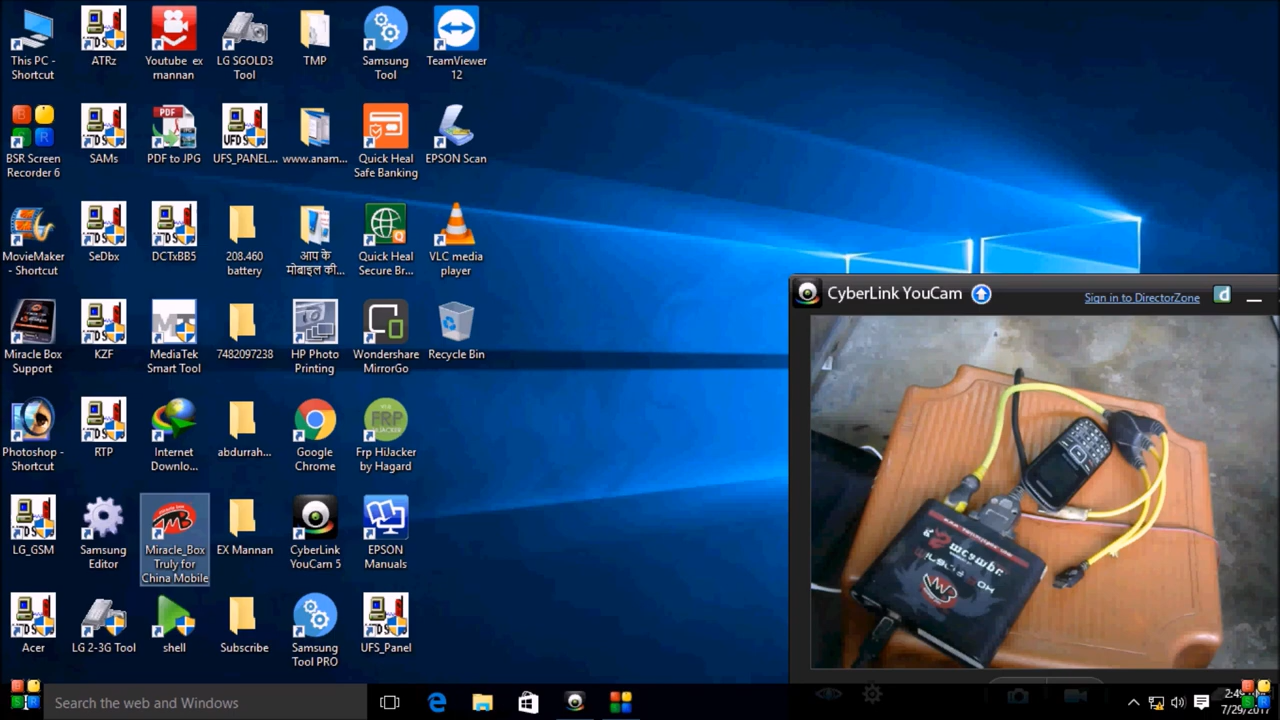 This PC -
Shortcut
ATRz
Youtube ex
mannan
LG SGOLD3
Tool
TMP
Samsung
Tool
TeamViewer
12
BSR Screen
Recorder 6
SAMs
PDF
PDF to JPG
UFS_PANEL...
www.anam...
Quick Heal
Safe Banking
EPSON Scan
MovieMaker
- Shortcut
SeDbx
DCTxBB5
208.460
battery
आप के
मोबाइल की...
Quick Heal
Secure Br...
VLC media
player
Miracle Box
Support
KZF
MediaTek
Smart Tool
7482097238
HP Photo
Printing
Wondershare
MirrorGo
Recycle Bin
Photoshop -
Shortcut
RTP
Internet
Downlo...
abdurrah...
Google
Chrome
FRP
Frp HiJacker
by Hagard
LG_GSM
Samsung
Editor
Miracle_Box
Truly for
China Mobile
EX Mannan
CyberLink
YouCam 5
EPSON
Manuals
Acer
LG 2-3G Tool
shell
Subscribe
Samsung
Tool PRO
UFS_Panel
CyberLink YouCam
Sign in to DirectorZone
Search the web and Windows
7/29/2017